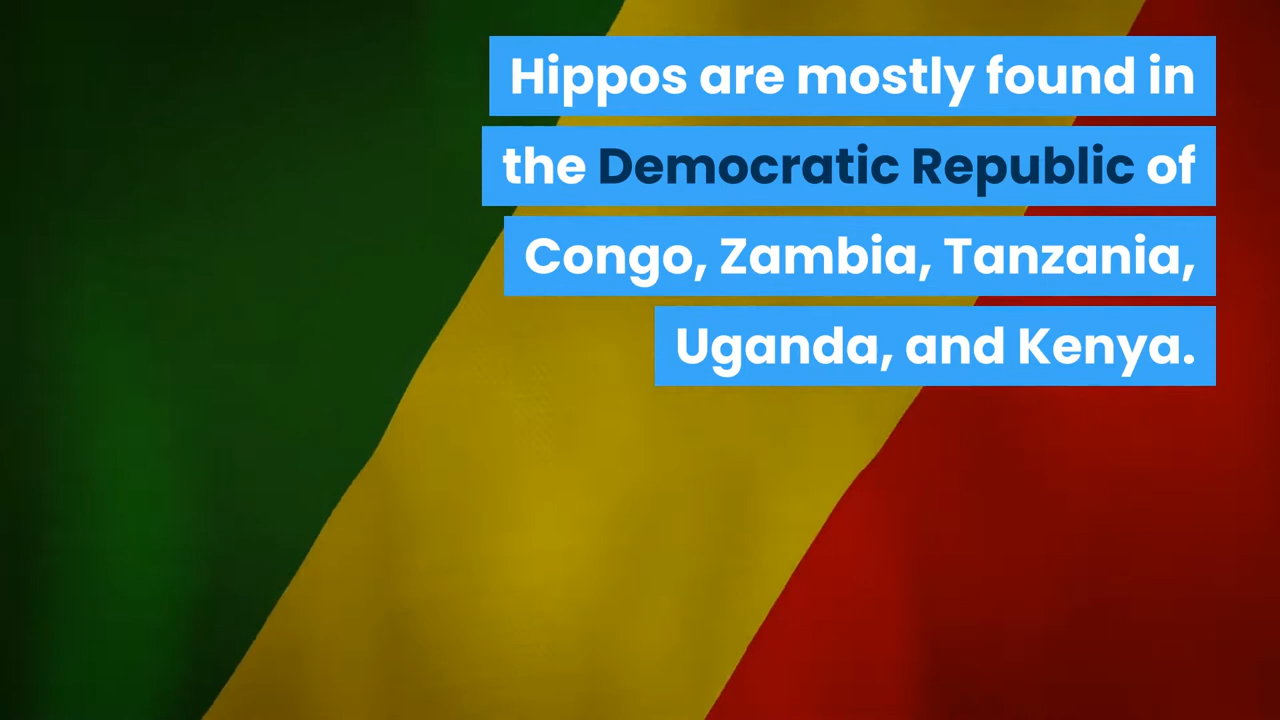 Hippos are mostly found in
the Democratic Republic of
Congo, Zambia, Tanzania,
Uganda, and Kenya.